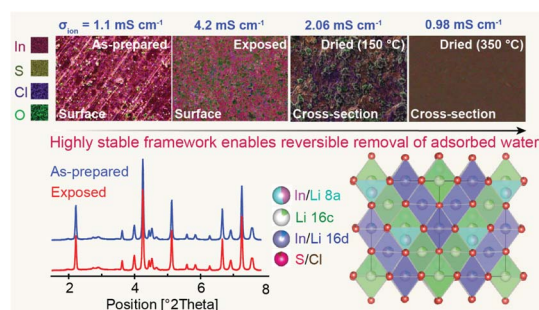 σion = 1.1 mS cm⁻¹ 4.2 mS cm⁻¹ 2.06 mS cm⁻¹ 0.98 mS cm⁻¹
In
S
Cl
O
As-prepared Exposed Dried (150 °C) Dried (350 °C)
Surface Surface Cross-section Cross-section
Highly stable framework enables reversible removal of adsorbed water
As-prepared
Exposed
In/Li 8a
Li 16c
In/Li 16d
S/Cl
2 4 6 8
Position [°2Theta]